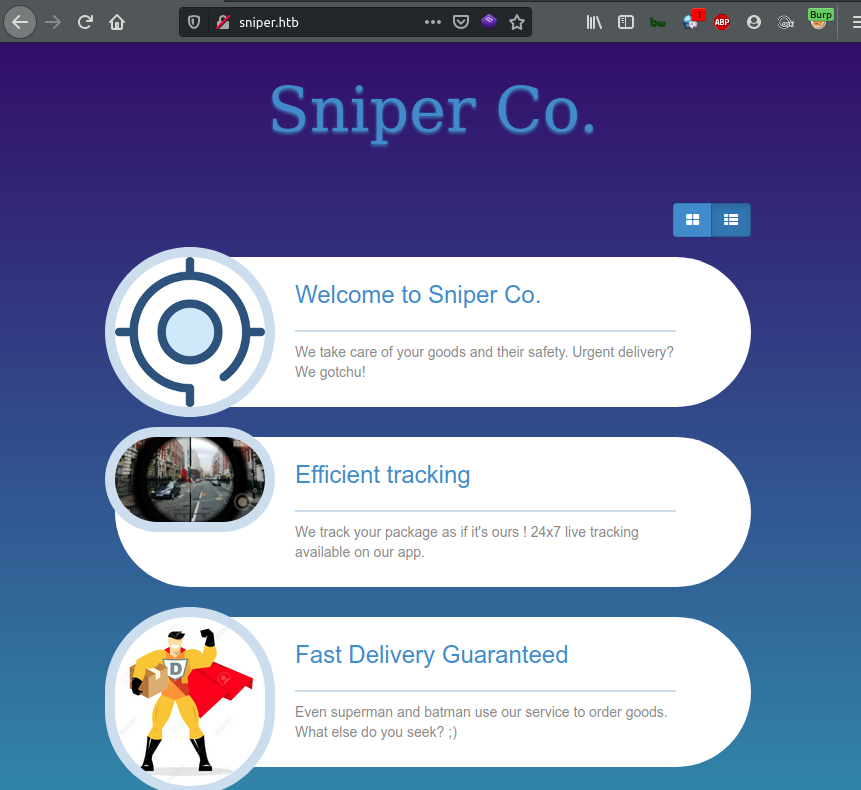 sniper.htb
1
bw
ABP
Burp
Sniper Co.
Welcome to Sniper Co.
We take care of your goods and their safety. Urgent delivery?
We gotchu!
Efficient tracking
We track your package as if it's ours ! 24x7 live tracking
available on our app.
Fast Delivery Guaranteed
D
Even superman and batman use our service to order goods.
What else do you seek? ;)